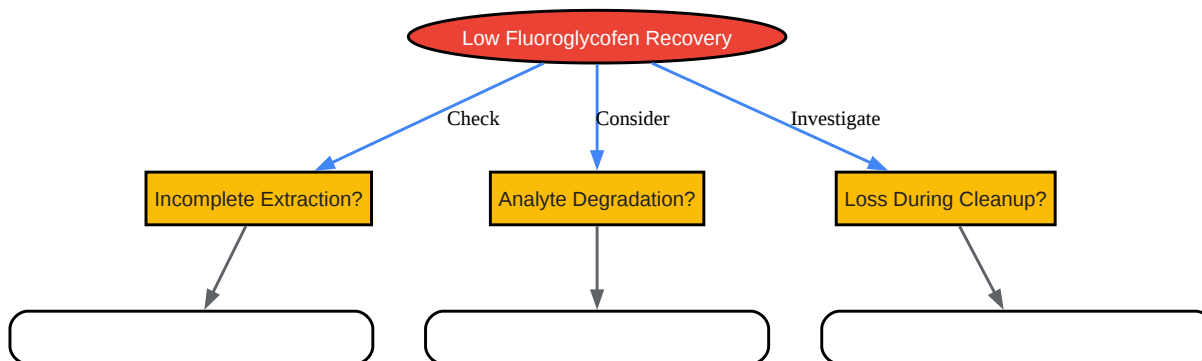 Low Fluoroglycofen Recovery
Check
Consider
Investigate
Incomplete Extraction?
Analyte Degradation?
Loss During Cleanup?